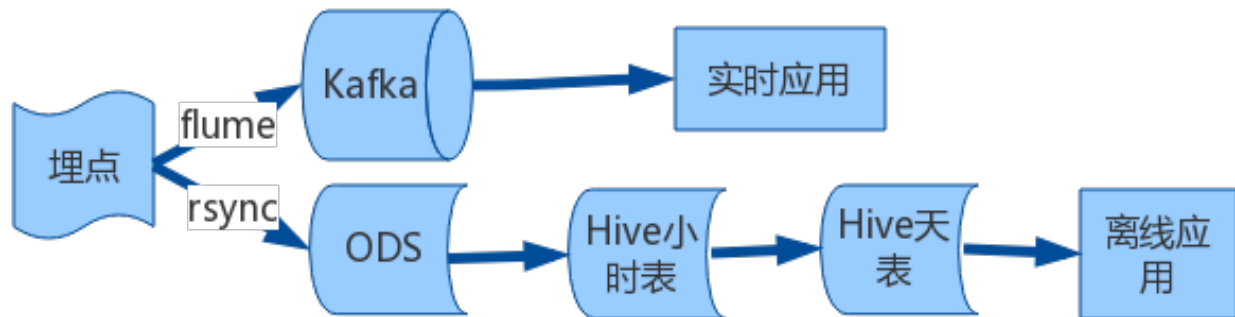 埋点
flume
Kafka
实时应用
rsync
ODS
Hive小
时表
Hive天
表
离线应
用